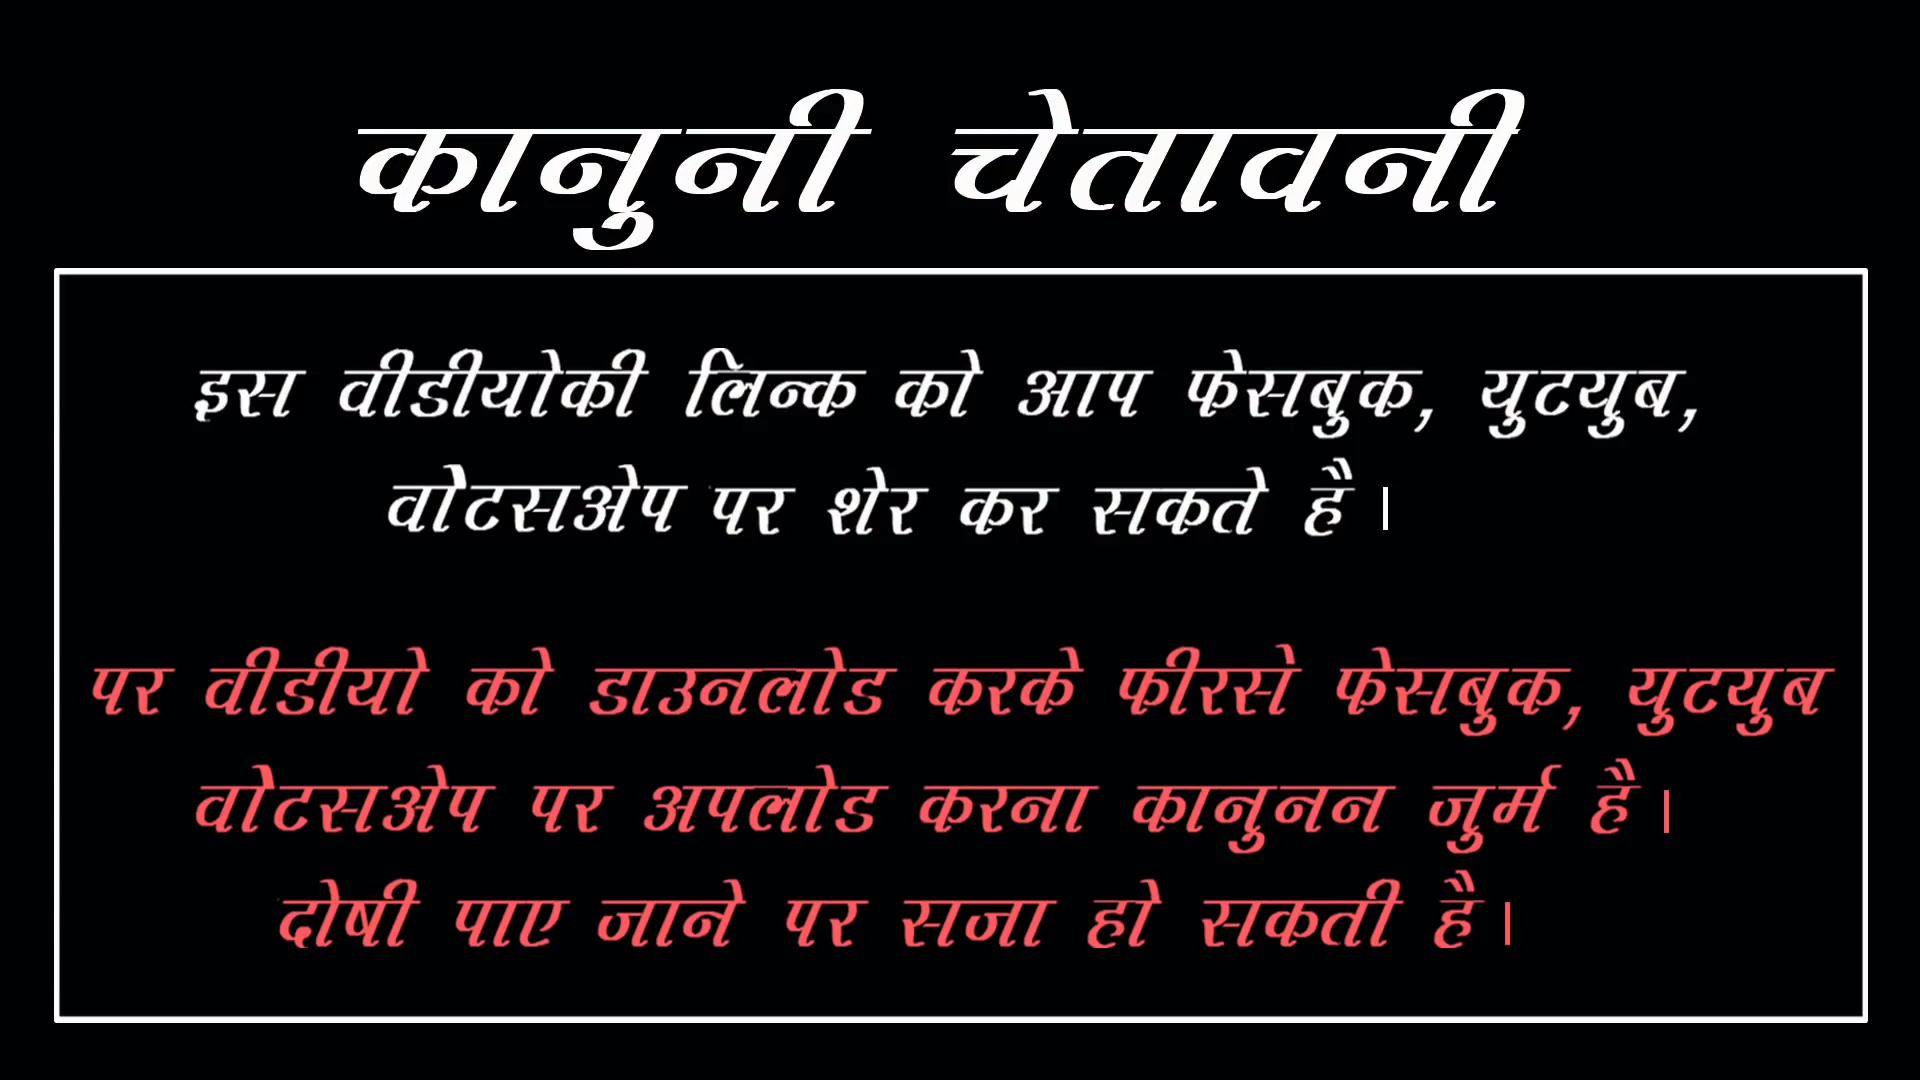 कानुनी चेतावनी
इस वीडीयोकी लिन्क को आप फेसबुक, युटयुब,
वोटसअेप पर शेर कर सकते है।
पर वीडीयो को डाउनलोड करके फीरसे फेसबुक, युटयुब
वोटसअेप पर अपलोड करना कानुनन जुर्म है।
दोषी पाए जाने पर सजा हो सकती है।